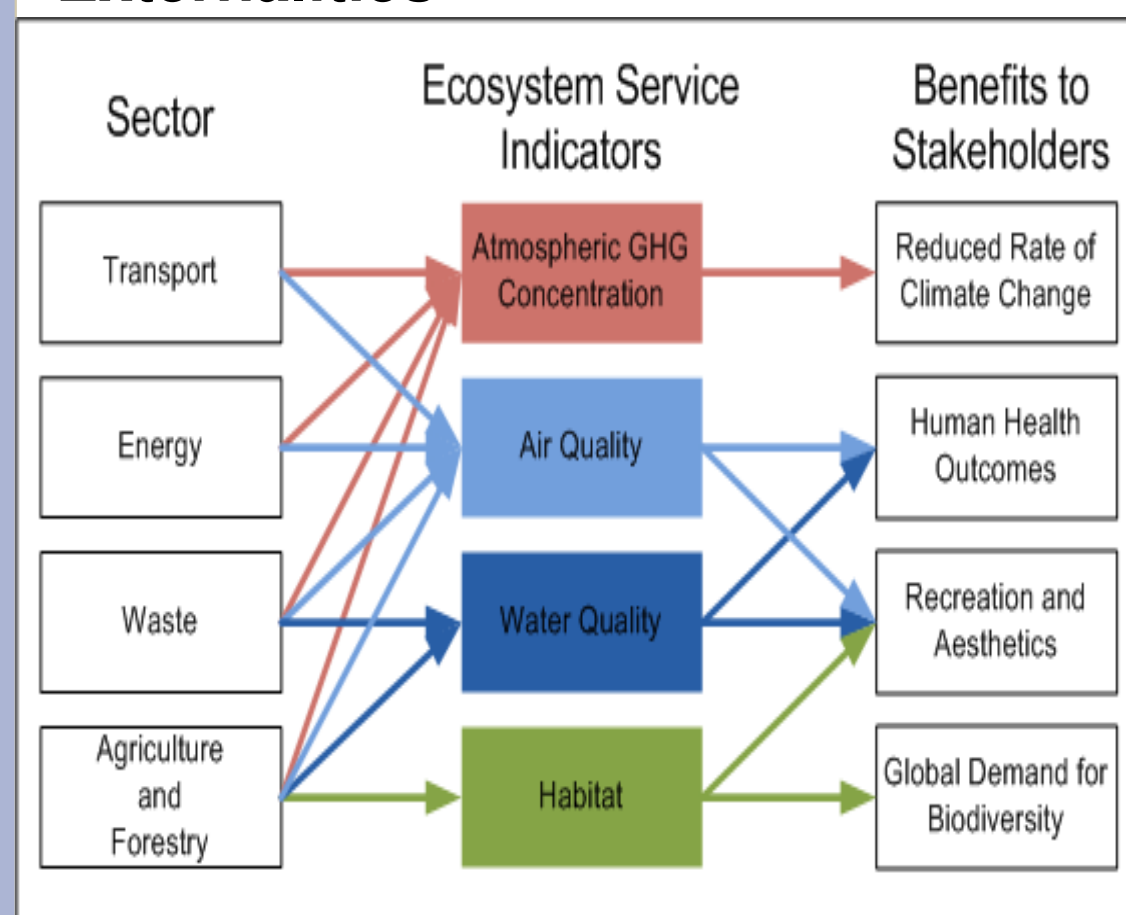 Sector
Ecosystem Service
Indicators
Benefits to
Stakeholders
Transport
Atmospheric GHG
Concentration
Reduced Rate of
Climate Change
Energy
Air Quality
Human Health
Outcomes
Waste
Water Quality
Recreation and
Aesthetics
Agriculture
and
Forestry
Habitat
Global Demand for
Biodiversity